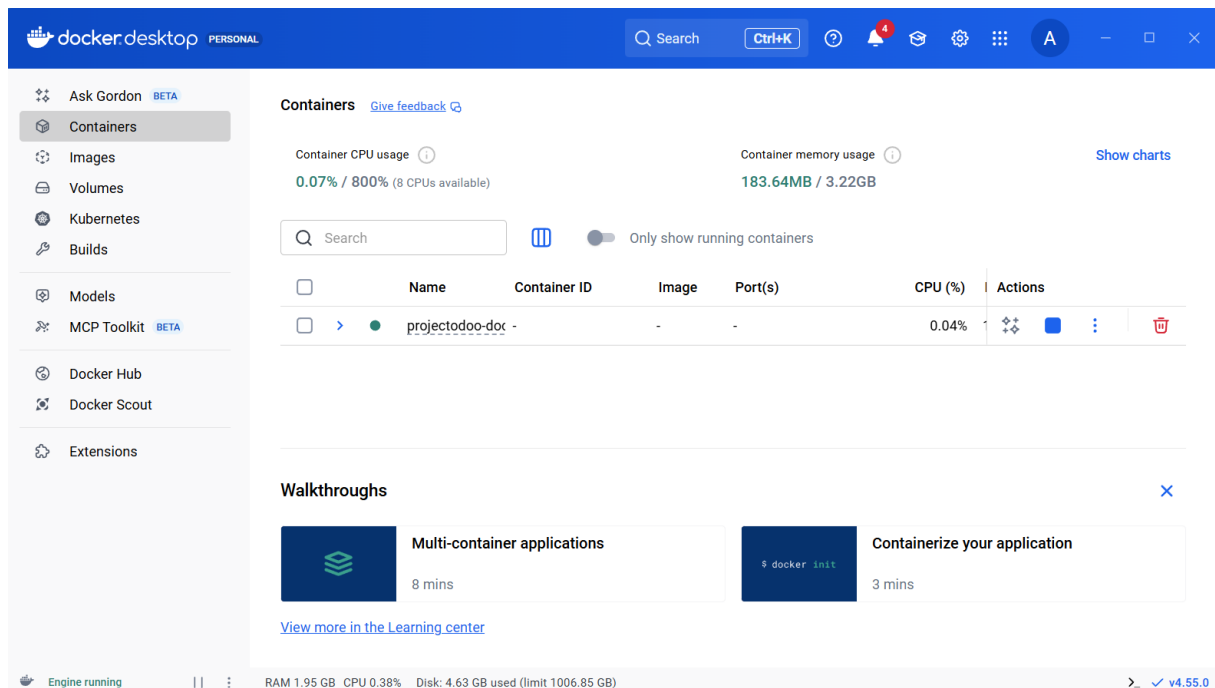 docker.desktop PERSONAL
Search Ctrl+K
4
A
Ask Gordon BETA
Containers
Images
Volumes
Kubernetes
Builds
Models
MCP Toolkit BETA
Docker Hub
Docker Scout
Extensions
Containers Give feedback
Container CPU usage
0.07% / 800% (8 CPUs available)
Container memory usage
183.64MB / 3.22GB
Show charts
Search
Only show running containers
Name Container ID Image Port(s) CPU (%) Actions
projectodoo-doc - - - 0.04%
Walkthroughs
Multi-container applications
8 mins
$ docker init
Containerize your application
3 mins
View more in the Learning center
Engine running
RAM 1.95 GB CPU 0.38% Disk: 4.63 GB used (limit 1006.85 GB)
v4.55.0